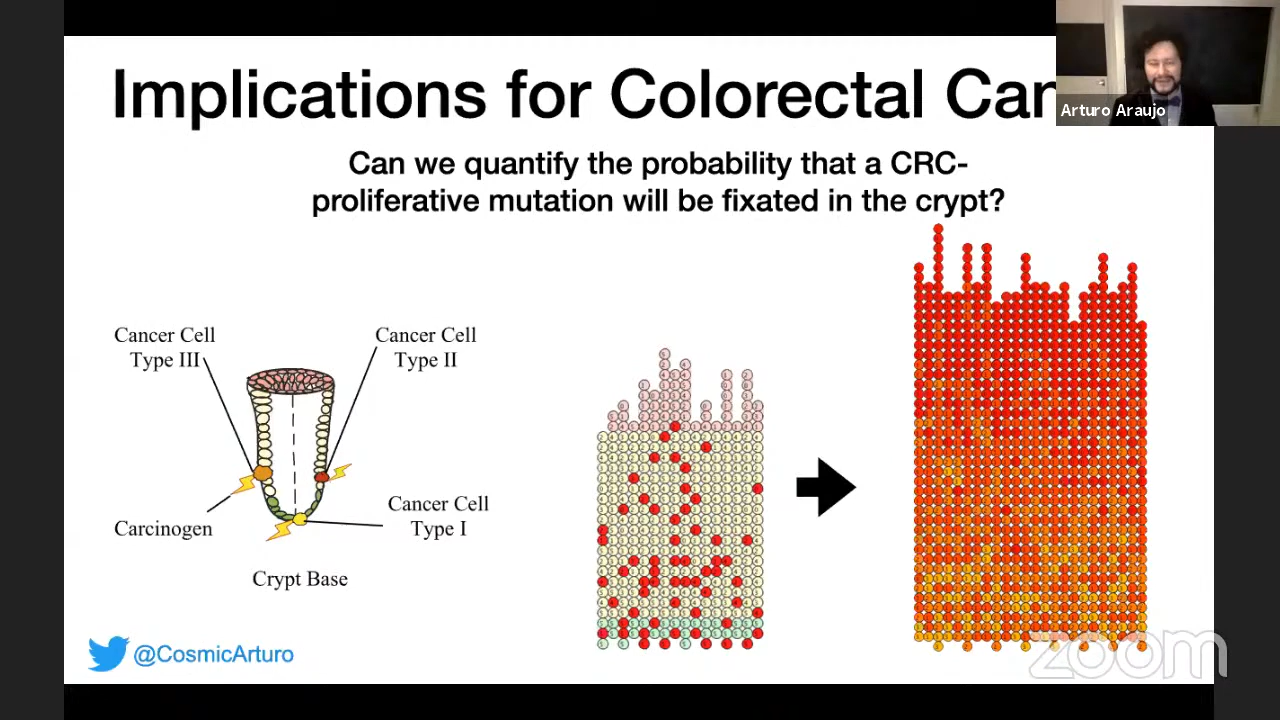 Implications for Colorectal Can
Arturo Araujo
Can we quantify the probability that a CRC-
proliferative mutation will be fixated in the crypt?
Cancer Cell
Type III
Cancer Cell
Type II
Carcinogen
Cancer Cell
Type I
Crypt Base
@CosmicArturo
zoom